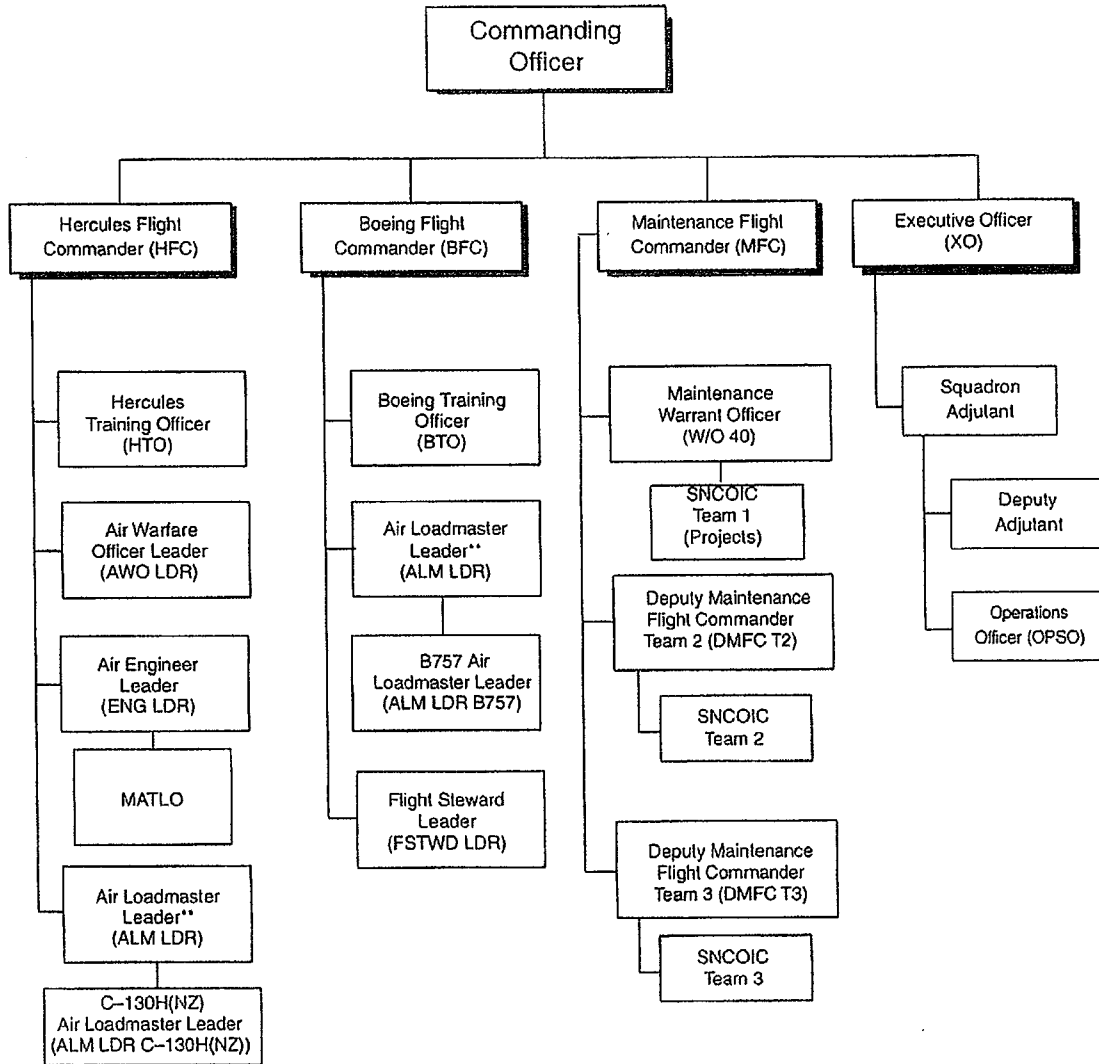 Commanding
Officer
Hercules Flight
Commander (HFC)
Boeing Flight
Commander (BFC)
Maintenance Flight
Commander (MFC)
Executive Officer
(XO)
Hercules
Training Officer
(HTO)
Air Warfare
Officer Leader
(AWO LDR)
Air Engineer
Leader
(ENG LDR)
MATLO
Air Loadmaster
Leader**
(ALM LDR)
C–130H(NZ)
Air Loadmaster Leader
(ALM LDR C–130H(NZ))
Boeing Training
Officer
(BTO)
Air Loadmaster
Leader**
(ALM LDR)
B757 Air
Loadmaster Leader
(ALM LDR B757)
Flight Steward
Leader
(FSTWD LDR)
Maintenance
Warrant Officer
(W/O 40)
SNCOIC
Team 1
(Projects)
Deputy Maintenance
Flight Commander
Team 2 (DMFC T2)
SNCOIC
Team 2
Deputy Maintenance
Flight Commander
Team 3 (DMFC T3)
SNCOIC
Team 3
Squadron
Adjutant
Deputy
Adjutant
Operations
Officer (OPSO)